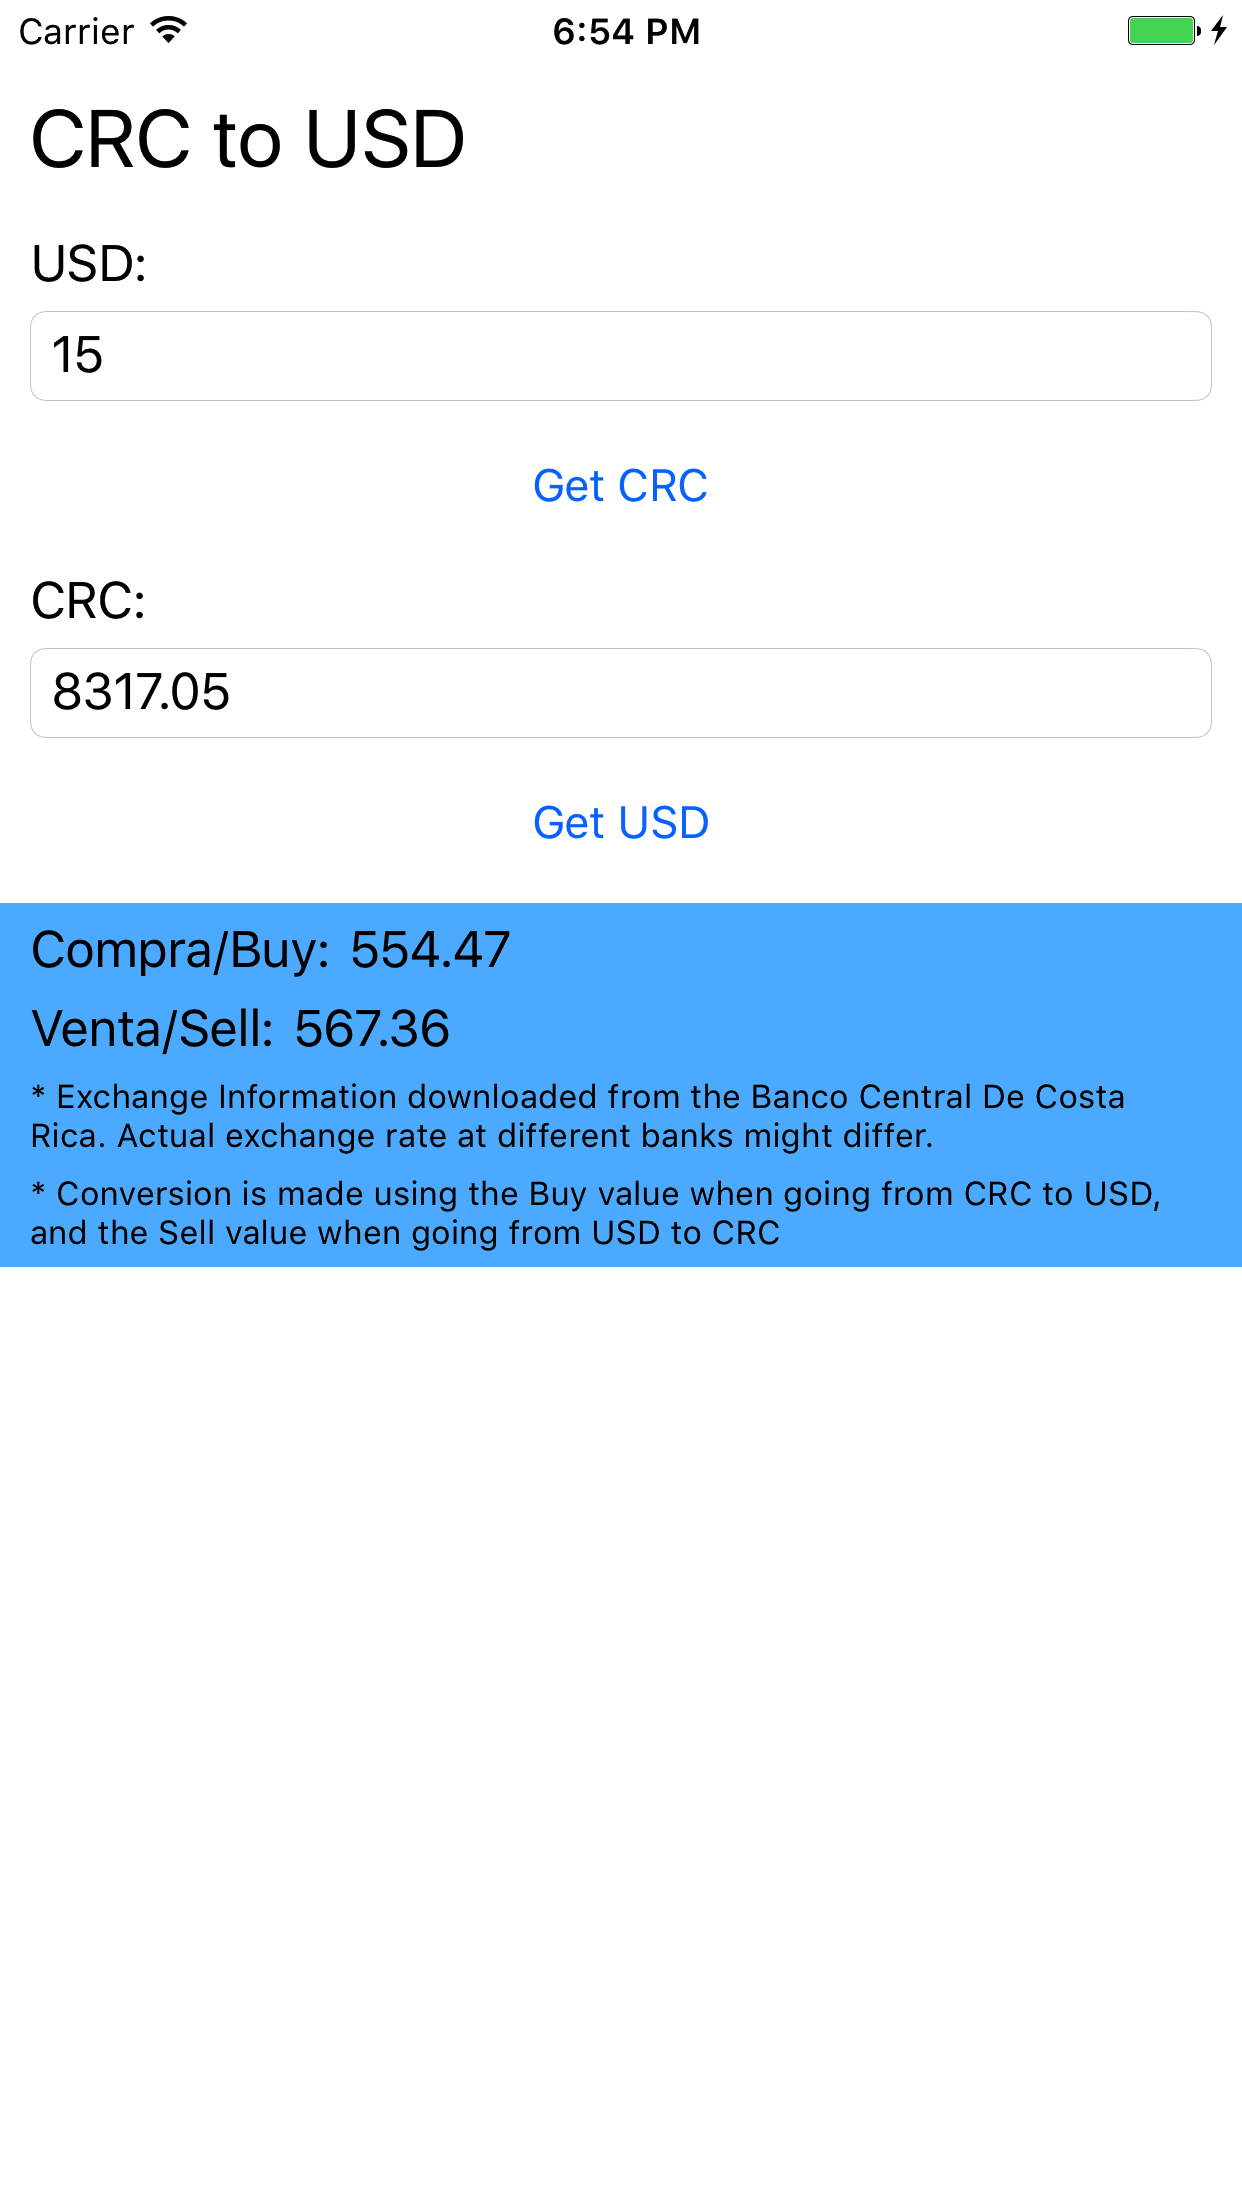 Carrier
6:54 PM
CRC to USD
USD:
15
Get CRC
CRC:
8317.05
Get USD
Compra/Buy: 554.47
Venta/Sell: 567.36
* Exchange Information downloaded from the Banco Central De Costa
Rica. Actual exchange rate at different banks might differ.
* Conversion is made using the Buy value when going from CRC to USD,
and the Sell value when going from USD to CRC